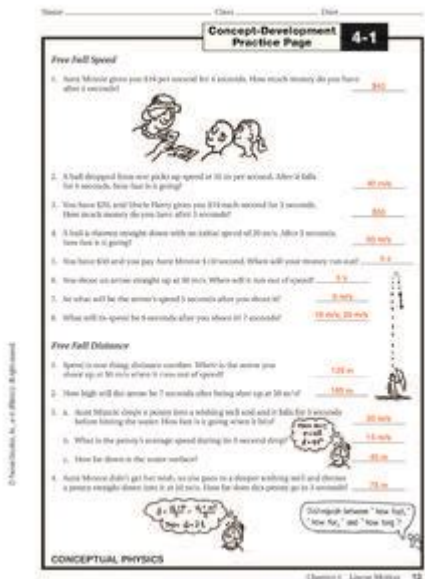 Name Class Date
Concept-Development
Practice Page
4-1
Free Fall Speed
1. Aunt Minnie gives you $10 per second for 4 seconds. How much money do you have
after 4 seconds?
$40
2. A ball dropped from rest picks up speed at 10 m/s per second. After it falls
for 4 seconds, how fast is it going?
40 m/s
3. You have $20, and Uncle Harry gives you $10 each second for 3 seconds.
How much money do you have after 3 seconds?
$50
4. A ball is thrown straight down with an initial speed of 20 m/s. After 3 seconds,
how fast is it going?
50 m/s
5. You have $50 and you pay Aunt Minnie $10/second. When will your money run out?
5 s
6. You shoot an arrow straight up at 50 m/s. When will it run out of speed?
5 s
7. So what will be the arrow's speed 5 seconds after you shoot it?
0 m/s
8. What will its speed be 6 seconds after you shoot it? 7 seconds?
10 m/s, 20 m/s
Free Fall Distance
1. Speed is one thing; distance another. Where is the arrow you
shoot up at 50 m/s when it runs out of speed?
125 m
2. How high will the arrow be 7 seconds after being shot up at 50 m/s?
105 m
3. a. Aunt Minnie drops a penny into a wishing well and it falls for 3 seconds
before hitting the water. How fast is it going when it hits?
30 m/s
b. What is the penny's average speed during its 3 second drop?
15 m/s
c. How far down is the water surface?
45 m
4. Aunt Minnie didn't get her wish, so she goes to a deeper wishing well and throws
a penny straight down into it at 10 m/s. How far does this penny go in 3 seconds?
75 m
Distinguish between "how fast,"
"how far," and "how long"!
CONCEPTUAL PHYSICS